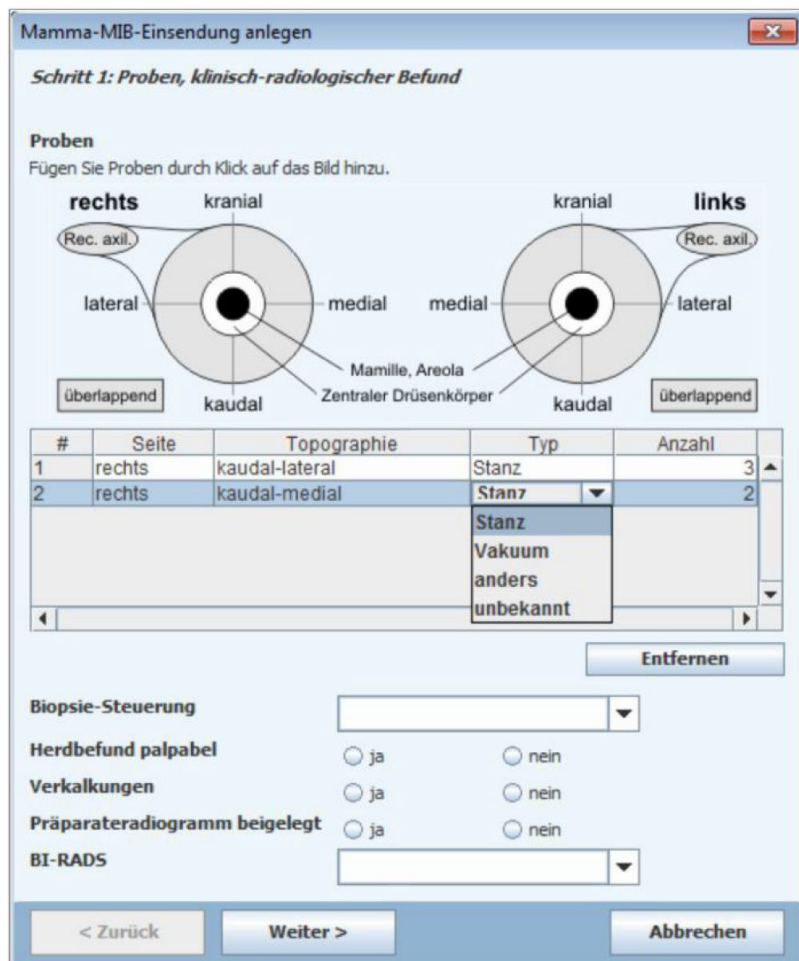 Mamma-MIB-Einsendung anlegen
Schritt 1: Proben, klinisch-radiologischer Befund
Proben
Fügen Sie Proben durch Klick auf das Bild hinzu.
rechts kranial kranial links
Rec. axil. Rec. axil.
lateral medial medial lateral
Mamille, Areola
Zentraler Drüsenkörper
überlappend kaudal kaudal überlappend
# Seite Topographie Typ Anzahl
1 rechts kaudal-lateral Stanz 3
2 rechts kaudal-medial Stanz 2
Stanz
Vakuum
anders
unbekannt
Entfernen
Biopsie-Steuerung
Herdbefund palpabel ja nein
Verkalkungen ja nein
Präparateradiogramm beigelegt ja nein
BI-RADS
< Zurück Weiter > Abbrechen